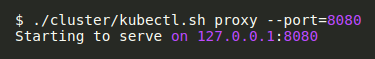 $ ./cluster/kubectl.sh proxy --port=8080
Starting to serve on 127.0.0.1:8080